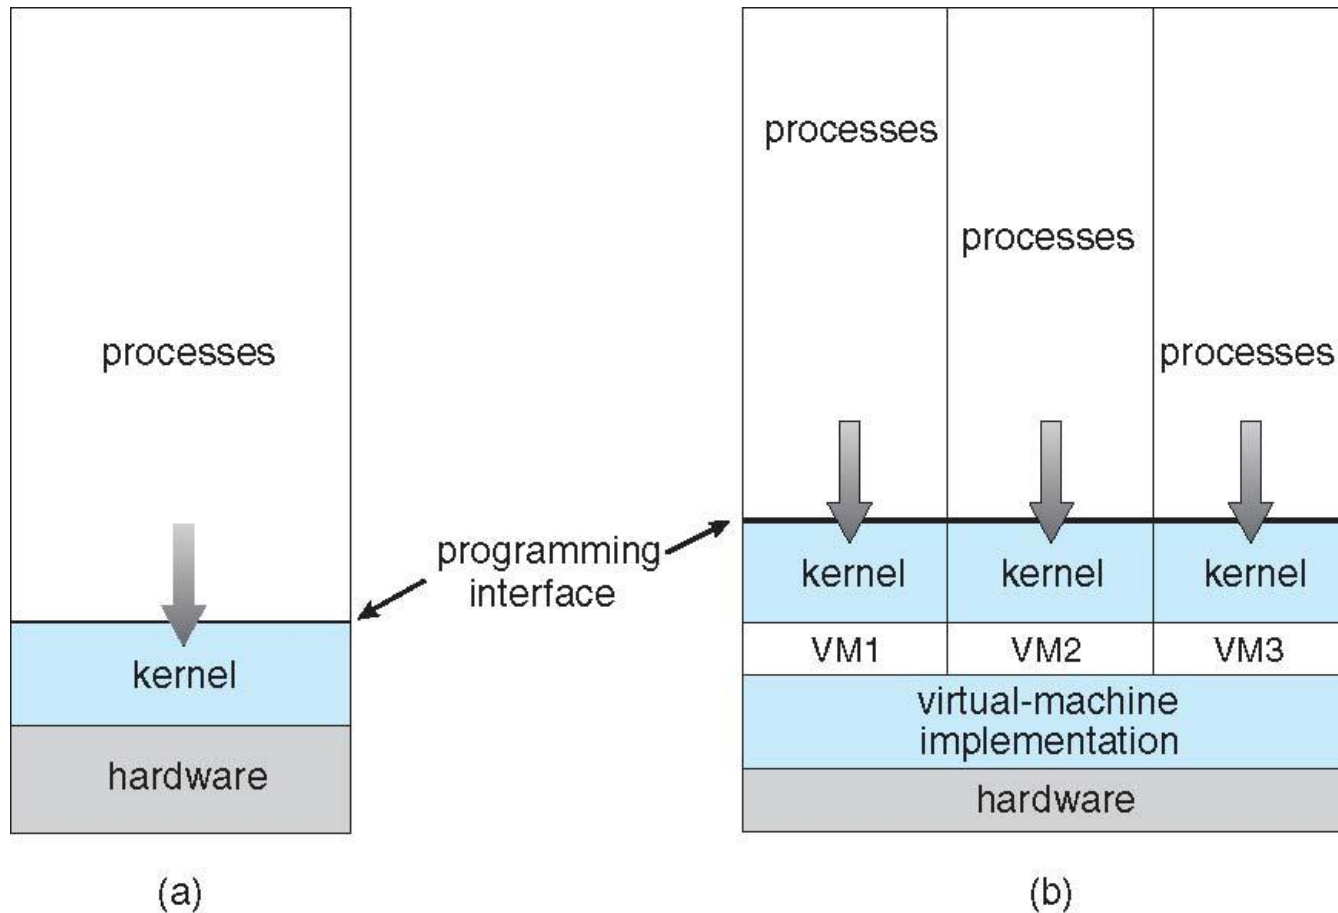 processes
kernel
hardware
(a)
programming
interface
processes
processes
processes
kernel
kernel
kernel
VM1
VM2
VM3
virtual-machine
implementation
hardware
(b)